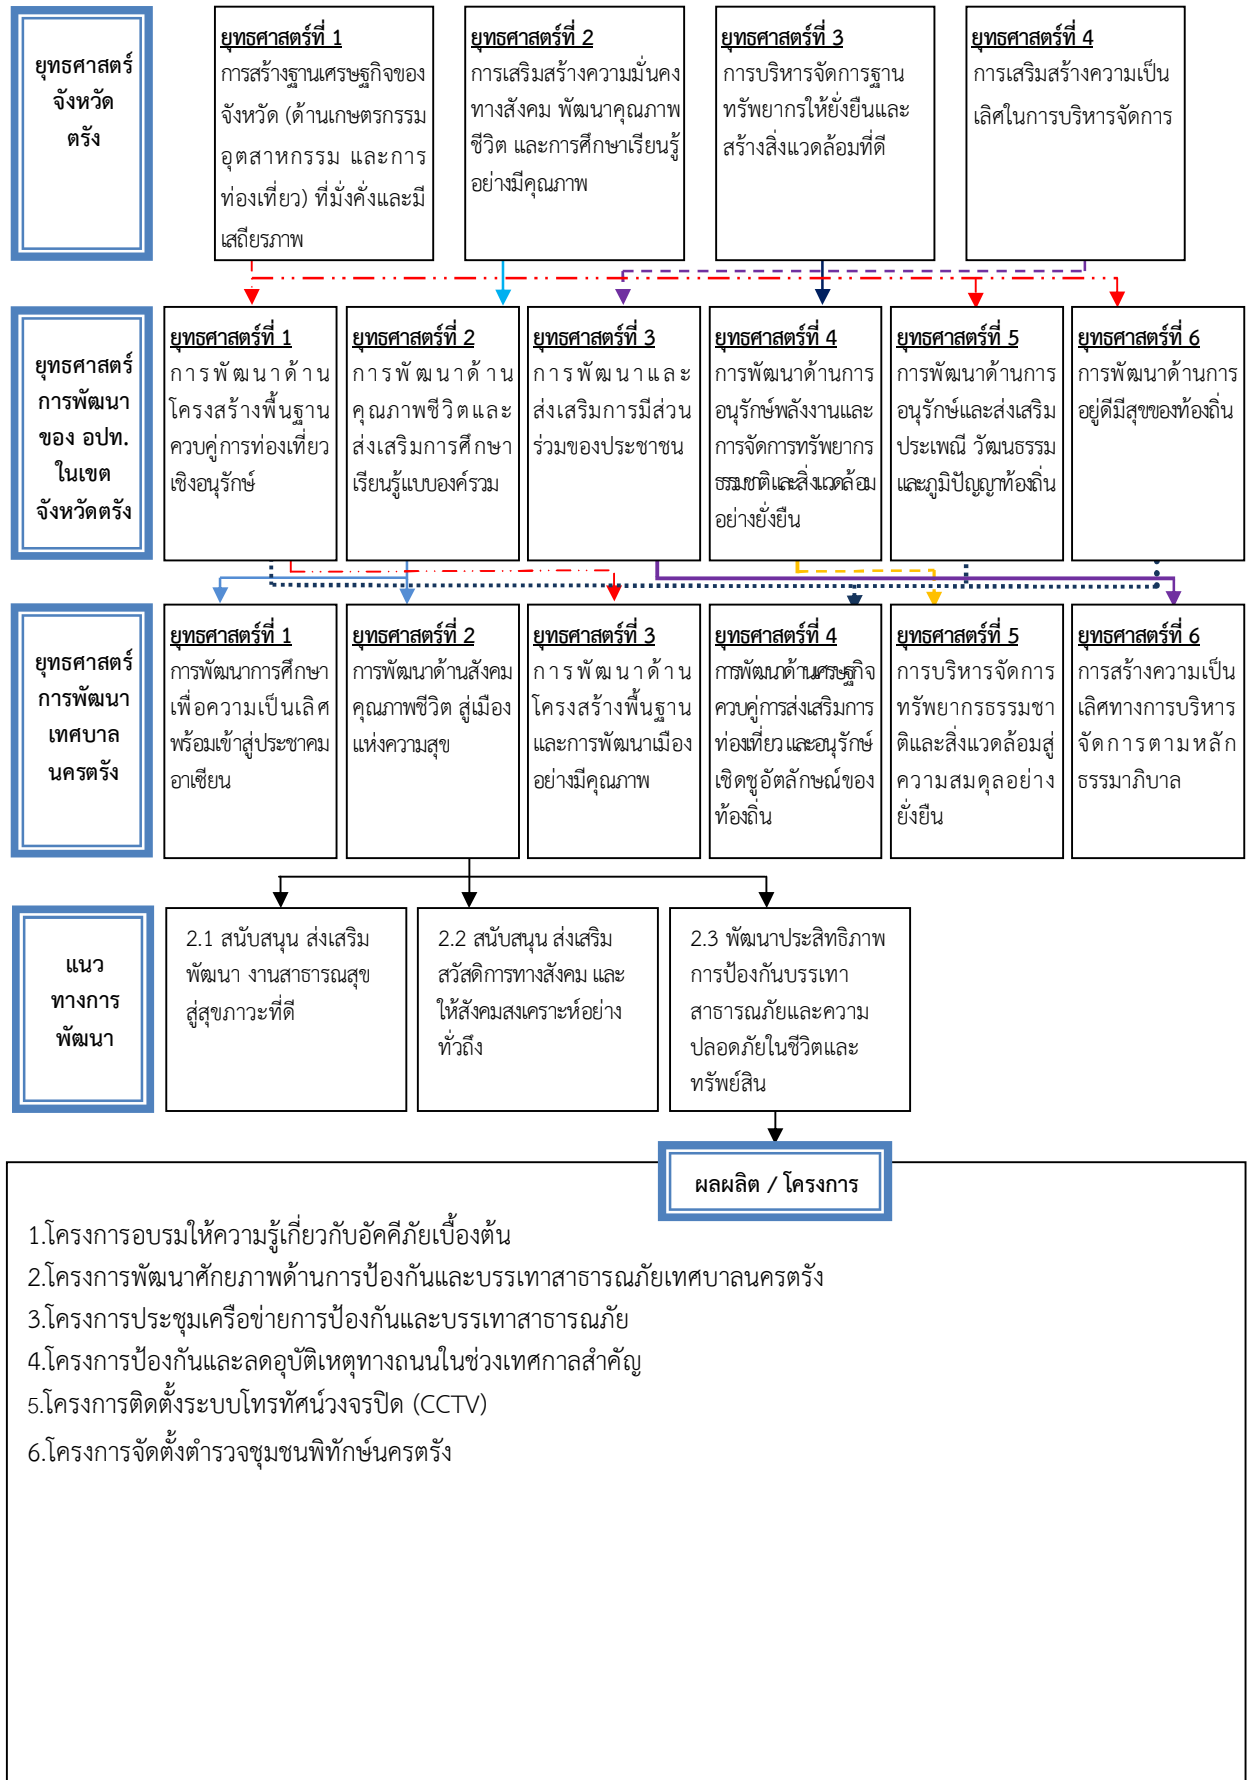 ยุทธศาสตร์
จังหวัด
ตรัง
ยุทธศาสตร์ที่ 1
การสร้างฐานเศรษฐกิจของ
จังหวัด (ด้านเกษตรกรรม
อุตสาหกรรม และการ
ท่องเที่ยว) ที่มั่งคั่งและมี
เสถียรภาพ
ยุทธศาสตร์ที่ 2
การเสริมสร้างความมั่นคง
ทางสังคม พัฒนาคุณภาพ
ชีวิต และการศึกษาเรียนรู้
อย่างมีคุณภาพ
ยุทธศาสตร์ที่ 3
การบริหารจัดการฐาน
ทรัพยากรให้ยั่งยืนและ
สร้างสิ่งแวดล้อมที่ดี
ยุทธศาสตร์ที่ 4
การเสริมสร้างความเป็น
เลิศในการบริหารจัดการ
ยุทธศาสตร์
การพัฒนา
ของ อปท.
ในเขต
จังหวัดตรัง
ยุทธศาสตร์ที่ 1
การพัฒนาด้าน
โครงสร้างพื้นฐาน
ควบคู่การท่องเที่ยว
เชิงอนุรักษ์
ยุทธศาสตร์ที่ 2
การพัฒนาด้าน
คุณภาพชีวิตและ
ส่งเสริมการศึกษา
เรียนรู้แบบองค์รวม
ยุทธศาสตร์ที่ 3
การพัฒนาและ
ส่งเสริมการมีส่วน
ร่วมของประชาชน
ยุทธศาสตร์ที่ 4
การพัฒนาด้านการ
อนุรักษ์พลังงานและ
การจัดการทรัพยากร
ธรรมชาติและสิ่งแวดล้อม
อย่างยั่งยืน
ยุทธศาสตร์ที่ 5
การพัฒนาด้านการ
อนุรักษ์และส่งเสริม
ประเพณี วัฒนธรรม
และภูมิปัญญาท้องถิ่น
ยุทธศาสตร์ที่ 6
การพัฒนาด้านการ
อยู่ดีมีสุขของท้องถิ่น
ยุทธศาสตร์
การพัฒนา
เทศบาล
นครตรัง
ยุทธศาสตร์ที่ 1
การพัฒนาการศึกษา
เพื่อความเป็นเลิศ
พร้อมเข้าสู่ประชาคม
อาเซียน
ยุทธศาสตร์ที่ 2
การพัฒนาด้านสังคม
คุณภาพชีวิต สู่เมือง
แห่งความสุข
ยุทธศาสตร์ที่ 3
การพัฒนาด้าน
โครงสร้างพื้นฐาน
และการพัฒนาเมือง
อย่างมีคุณภาพ
ยุทธศาสตร์ที่ 4
การพัฒนาด้านเศรษฐกิจ
ควบคู่การส่งเสริมการ
ท่องเที่ยว และอนุรักษ์
เชิดชูอัตลักษณ์ของ
ท้องถิ่น
ยุทธศาสตร์ที่ 5
การบริหารจัดการ
ทรัพยากรธรรมชา
ติและสิ่งแวดล้อมสู่
ความสมดุลอย่าง
ยั่งยืน
ยุทธศาสตร์ที่ 6
การสร้างความเป็น
เลิศทางการบริหาร
จัดการตามหลัก
ธรรมาภิบาล
แนว
ทางการ
พัฒนา
2.1 สนับสนุน ส่งเสริม
พัฒนา งานสาธารณสุข
สู่สุขภาวะที่ดี
2.2 สนับสนุน ส่งเสริม
สวัสดิการทางสังคม และ
ให้สังคมสงเคราะห์อย่าง
ทั่วถึง
2.3 พัฒนาประสิทธิภาพ
การป้องกันบรรเทา
สาธารณภัยและความ
ปลอดภัยในชีวิตและ
ทรัพย์สิน
ผลผลิต / โครงการ
1.โครงการอบรมให้ความรู้เกี่ยวกับอัคคีภัยเบื้องต้น
2.โครงการพัฒนาศักยภาพด้านการป้องกันและบรรเทาสาธารณภัยเทศบาลนครตรัง
3.โครงการประชุมเครือข่ายการป้องกันและบรรเทาสาธารณภัย
4.โครงการป้องกันและลดอุบัติเหตุทางถนนในช่วงเทศกาลสำคัญ
5.โครงการติดตั้งระบบโทรทัศน์วงจรปิด (CCTV)
6.โครงการจัดตั้งตำรวจชุมชนพิทักษ์นครตรัง